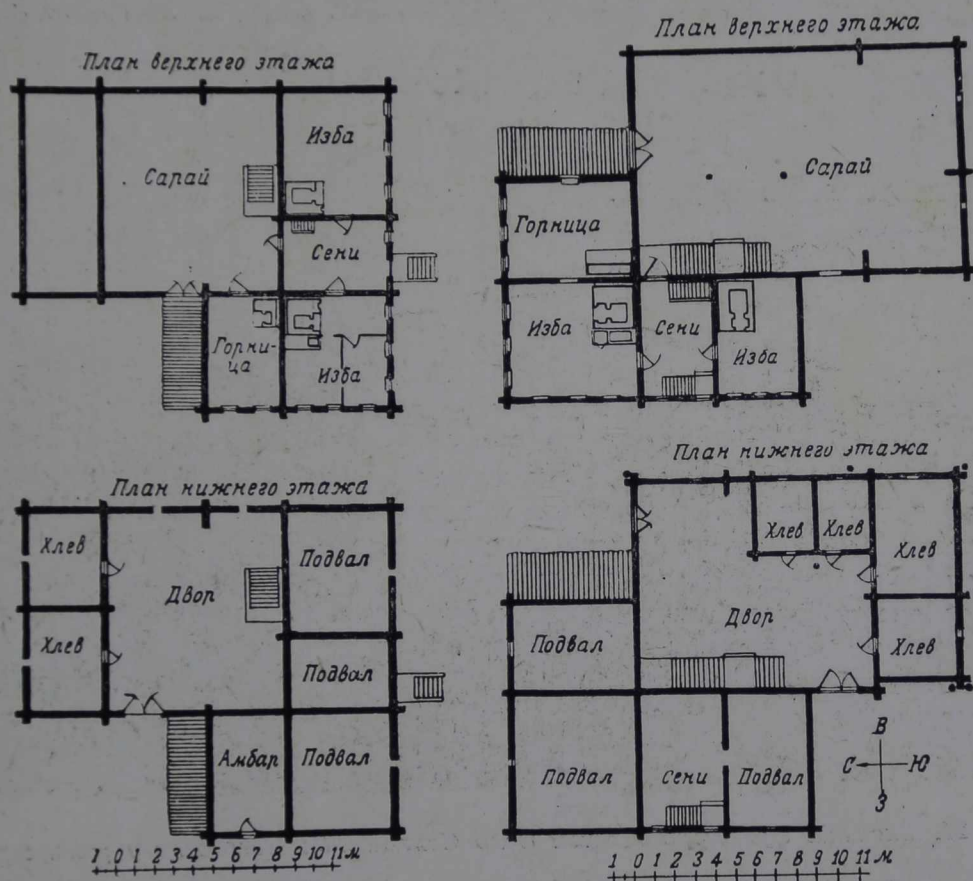 План верхнего этажа
Изба
Сарай
Сени
Горни-
ца
Изба
План верхнего этажа.
Сарай
Горница
Изба
Сени
Изба
План нижнего этажа
Хлев
Подвал
Двор
Хлев
Подвал
Амбар
Подвал
1 0 1 2 3 4 5 6 7 8 9 10 11 м
План нижнего этажа
Хлев
Хлев
Хлев
Двор
Подвал
Хлев
Подвал
Сени
Подвал
В
С
Ю
З
1 0 1 2 3 4 5 6 7 8 9 10 11 м